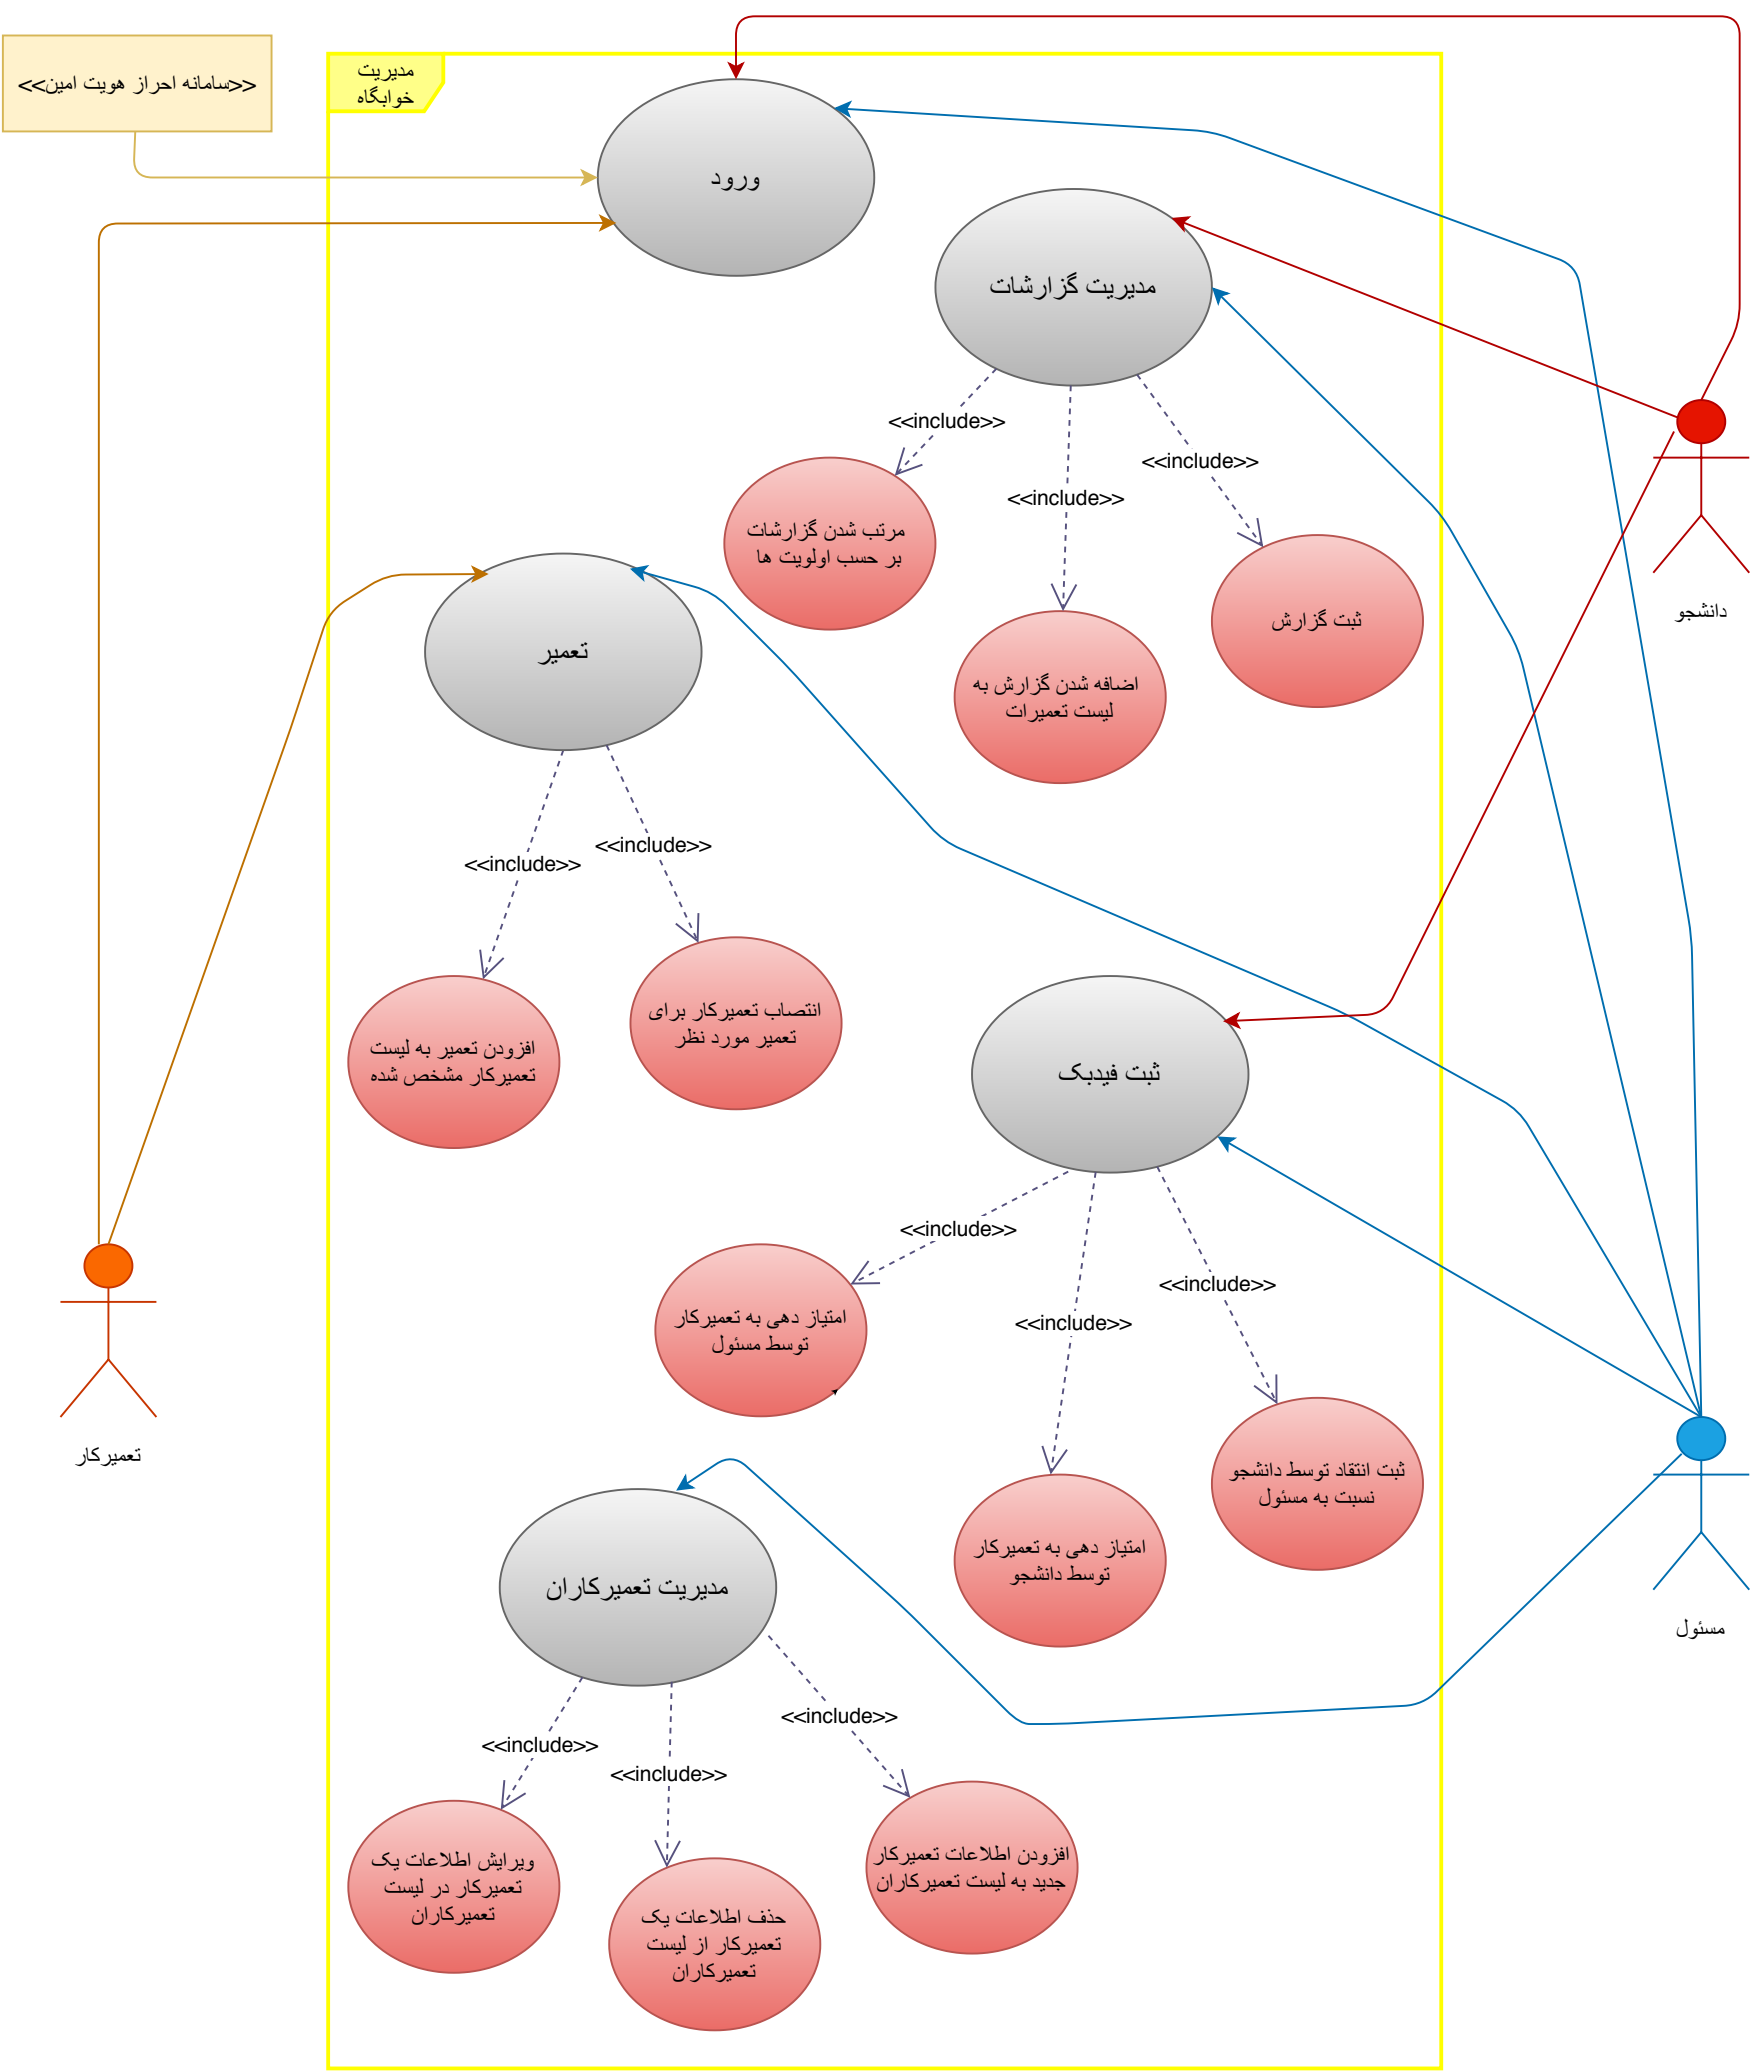 <<سامانه احراز هویت امین>>
مدیریت
خوابگاه
ورود
مدیریت گزارشات
<<include>>
<<include>>
<<include>>
مرتب شدن گزارشات
بر حسب اولویت ها
اضافه شدن گزارش به
لیست تعمیرات
ثبت گزارش
دانشجو
تعمیر
<<include>>
<<include>>
افزودن تعمیر به لیست
تعمیرکار مشخص شده
انتصاب تعمیرکار برای
تعمیر مورد نظر
ثبت فیدبک
<<include>>
<<include>>
<<include>>
امتیاز دهی به تعمیرکار
توسط مسئول
امتیاز دهی به تعمیرکار
توسط دانشجو
ثبت انتقاد توسط دانشجو
نسبت به مسئول
تعمیرکار
مسئول
مدیریت تعمیرکاران
<<include>>
<<include>>
<<include>>
ویرایش اطلاعات یک
تعمیرکار در لیست
تعمیرکاران
حذف اطلاعات یک
تعمیرکار از لیست
تعمیرکاران
افزودن اطلاعات تعمیرکار
جدید به لیست تعمیرکاران